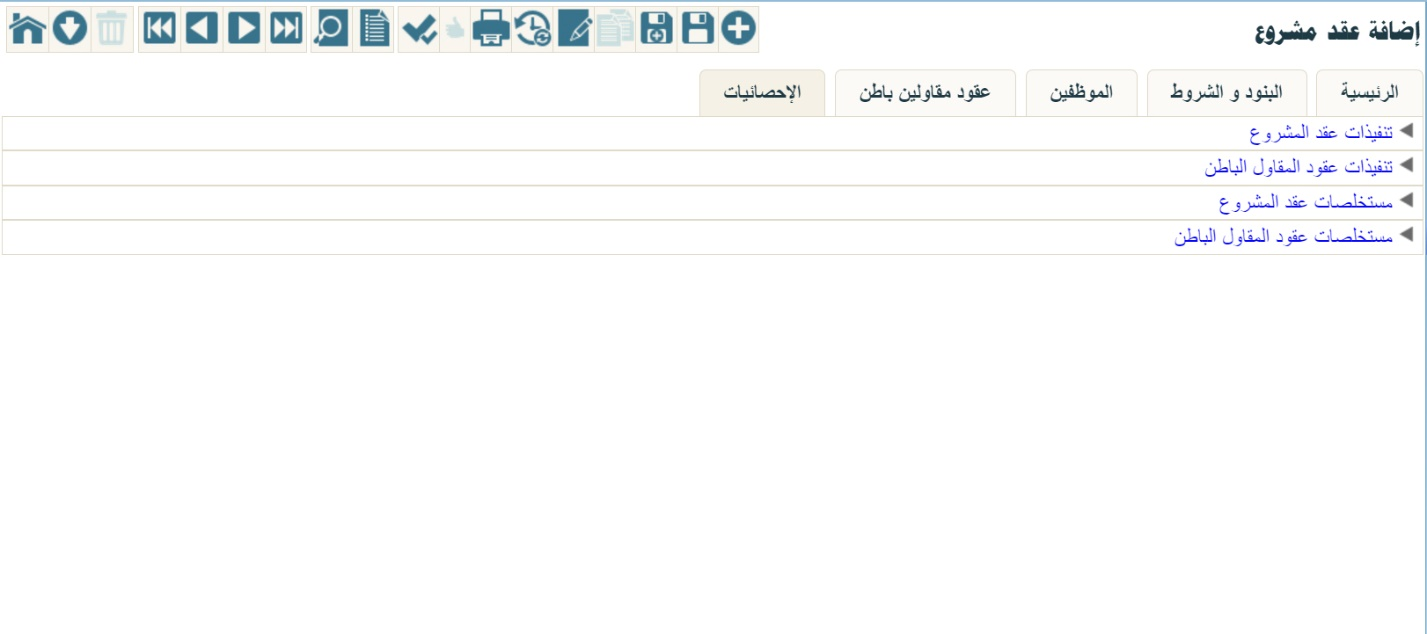 إضافة عقد مشروع
الرئيسية البنود و الشروط الموظفين عقود مقاولين باطن الإحصائيات
تنفيذات عقد المشروع
تنفيذات عقود المقاول الباطن
مستخلصات عقد المشروع
مستخلصات عقود المقاول الباطن